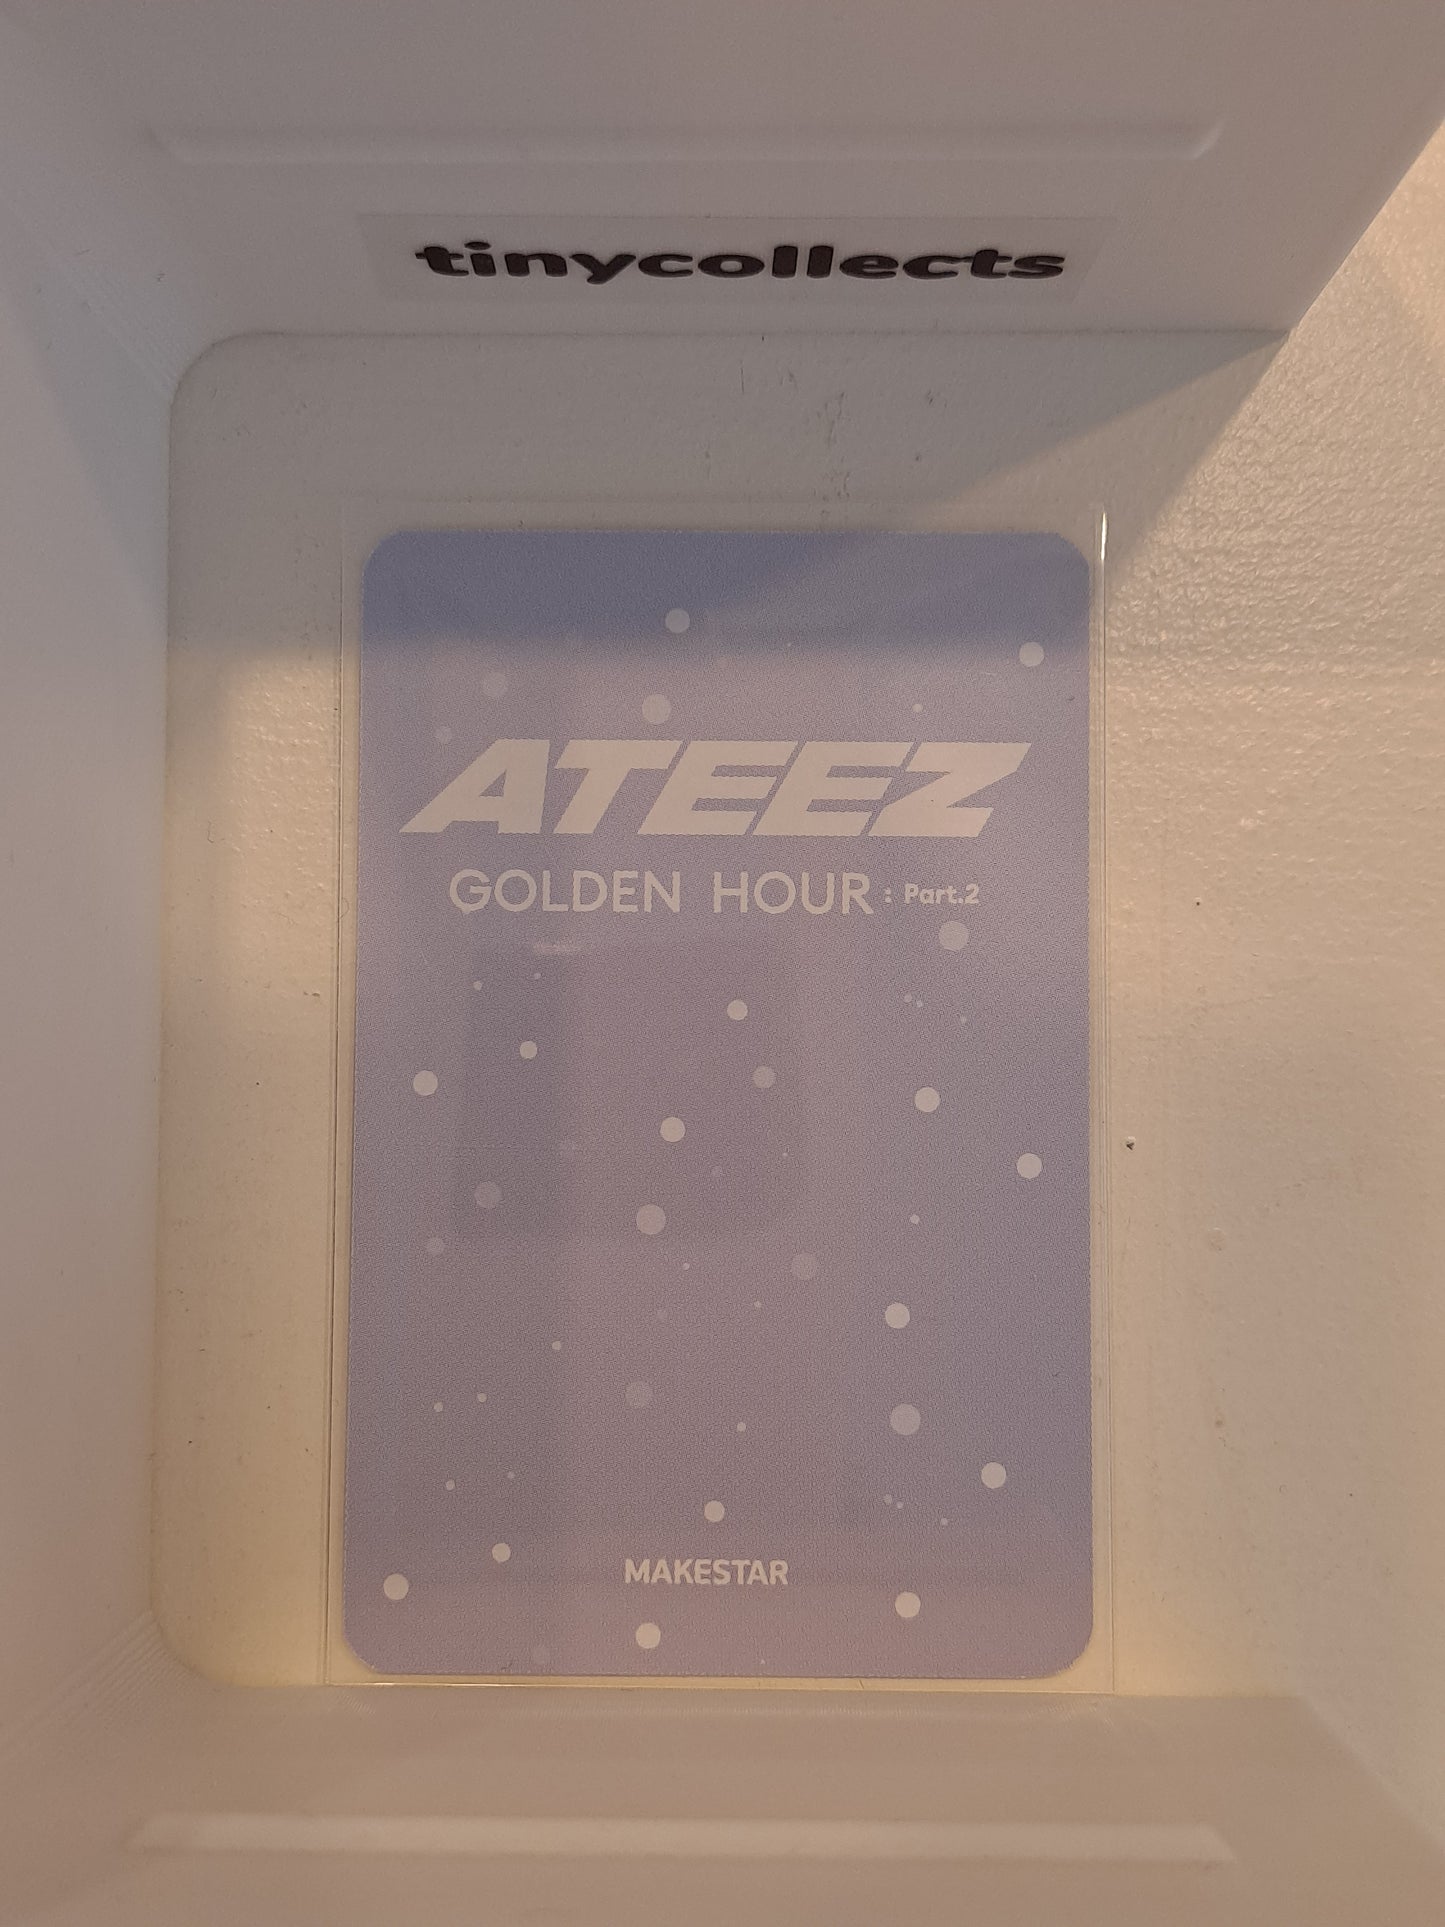 tinycollects
ATEEZ
GOLDEN HOUR : Part.2
MAKESTAR